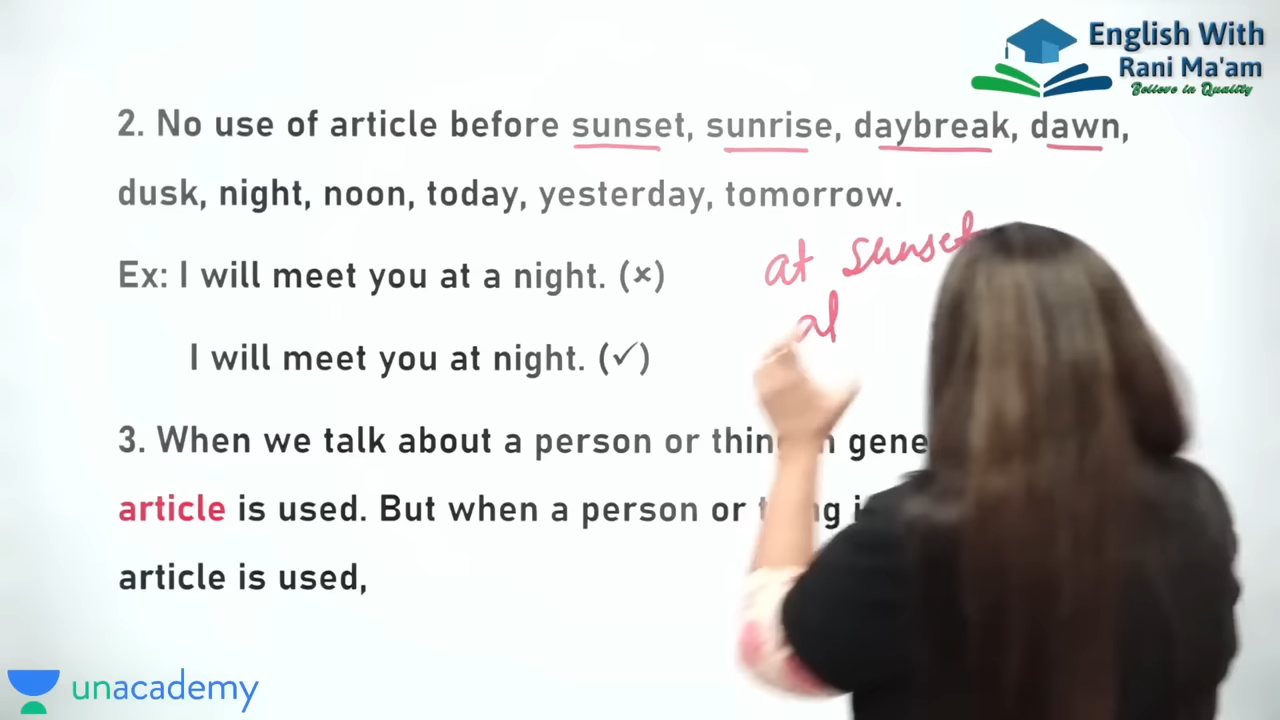 English With
Rani Ma'am
Believe in Quality
2. No use of article before sunset, sunrise, daybreak, dawn,
dusk, night, noon, today, yesterday, tomorrow.
at sunset
Ex: I will meet you at a night. (×)
I will meet you at night. (✓)
3. When we talk about a person or
article is used. But when a person or
article is used,
unacademy